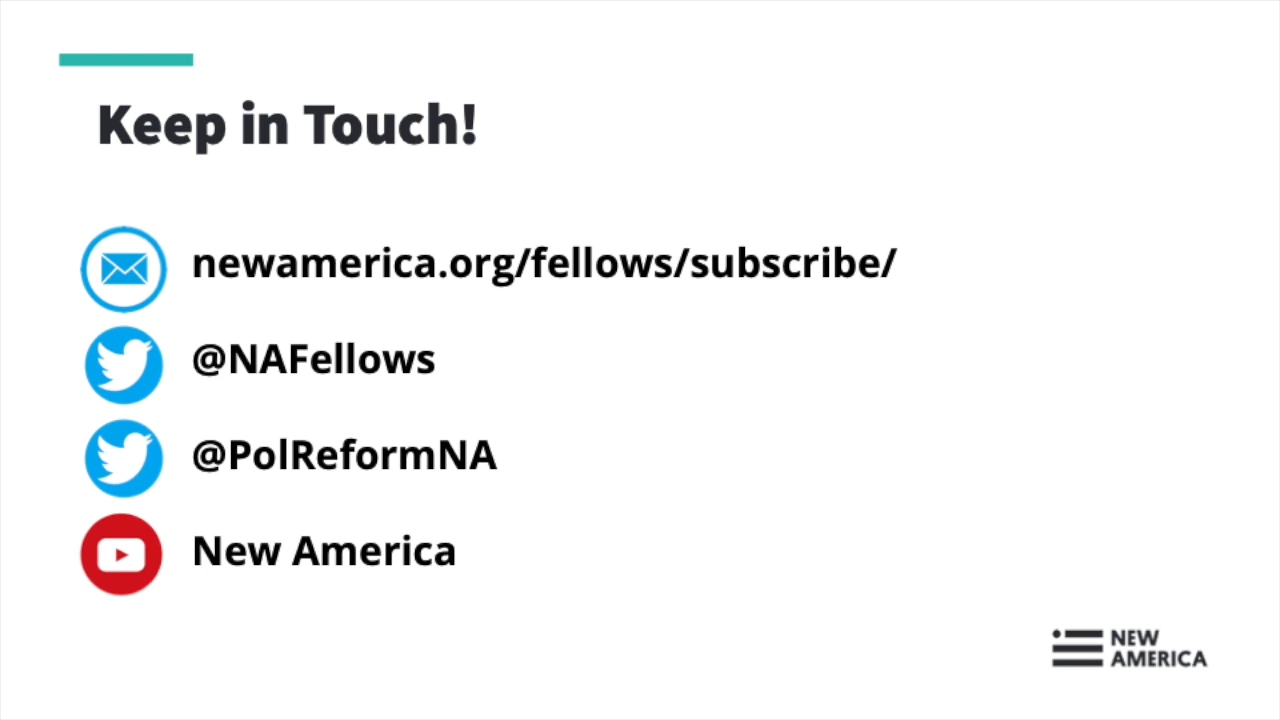 Keep in Touch!
newamerica.org/fellows/subscribe/
@NAFellows
@PolReformNA
New America
NEW
AMERICA